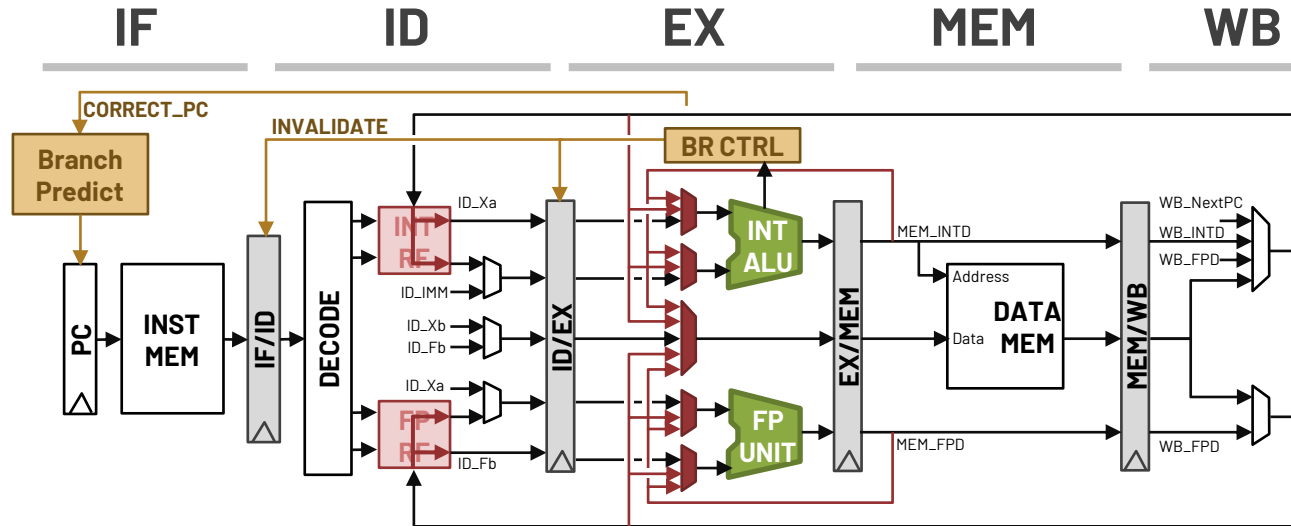 IF
ID
EX
MEM
WB
CORRECT_PC
INVALIDATE
Branch
Predict
BR CTRL
PC
INST
MEM
IF/ID
DECODE
INT
RF
FP
RF
ID_Xa
ID_IMM
ID_Xb
ID_Fb
ID_Xa
ID_Fb
ID/EX
INT
ALU
FP
UNIT
EX/MEM
MEM_INTD
Address
DATA
MEM
Data
MEM_FPD
MEM/WB
WB_NextPC
WB_INTD
WB_FPD
WB_FPD